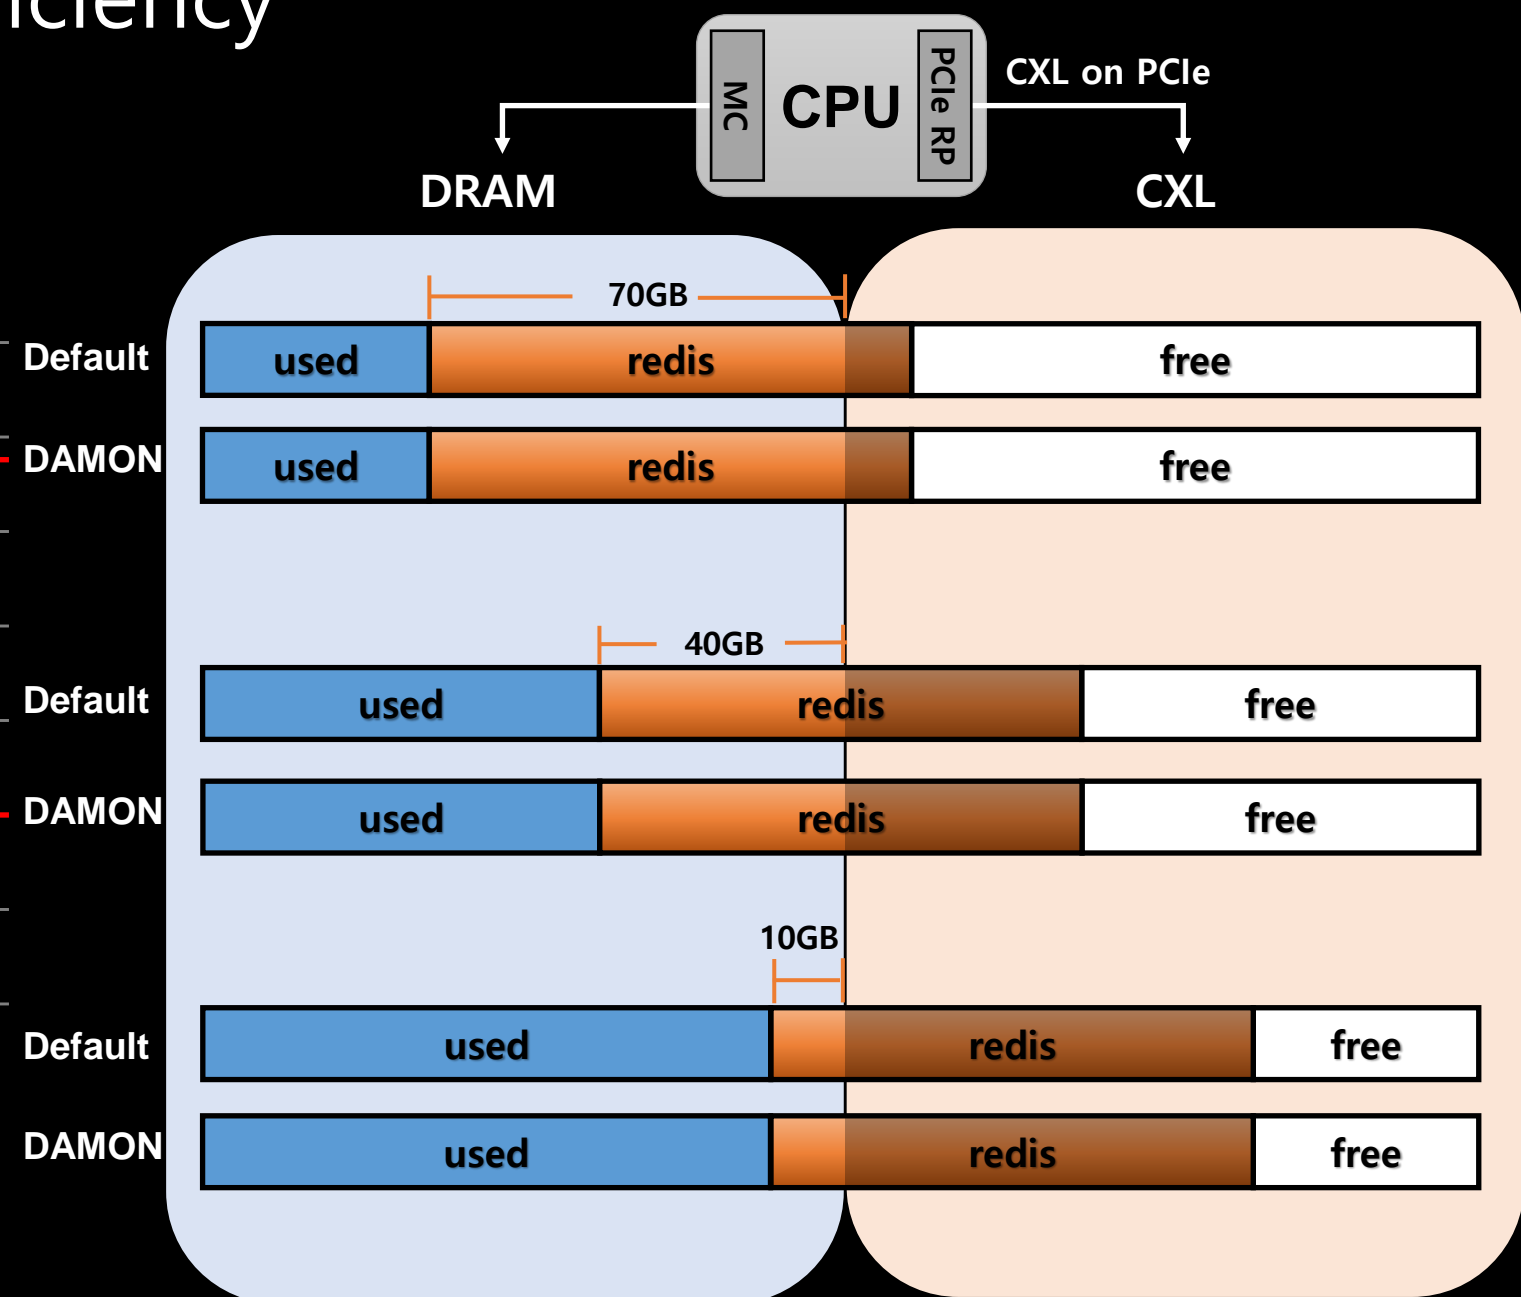 MC
CPU
PCIe RP
CXL on PCIe
DRAM
CXL
70GB
Default
used
redis
free
DAMON
used
redis
free
40GB
Default
used
redis
free
DAMON
used
redis
free
10GB
Default
used
redis
free
DAMON
used
redis
free